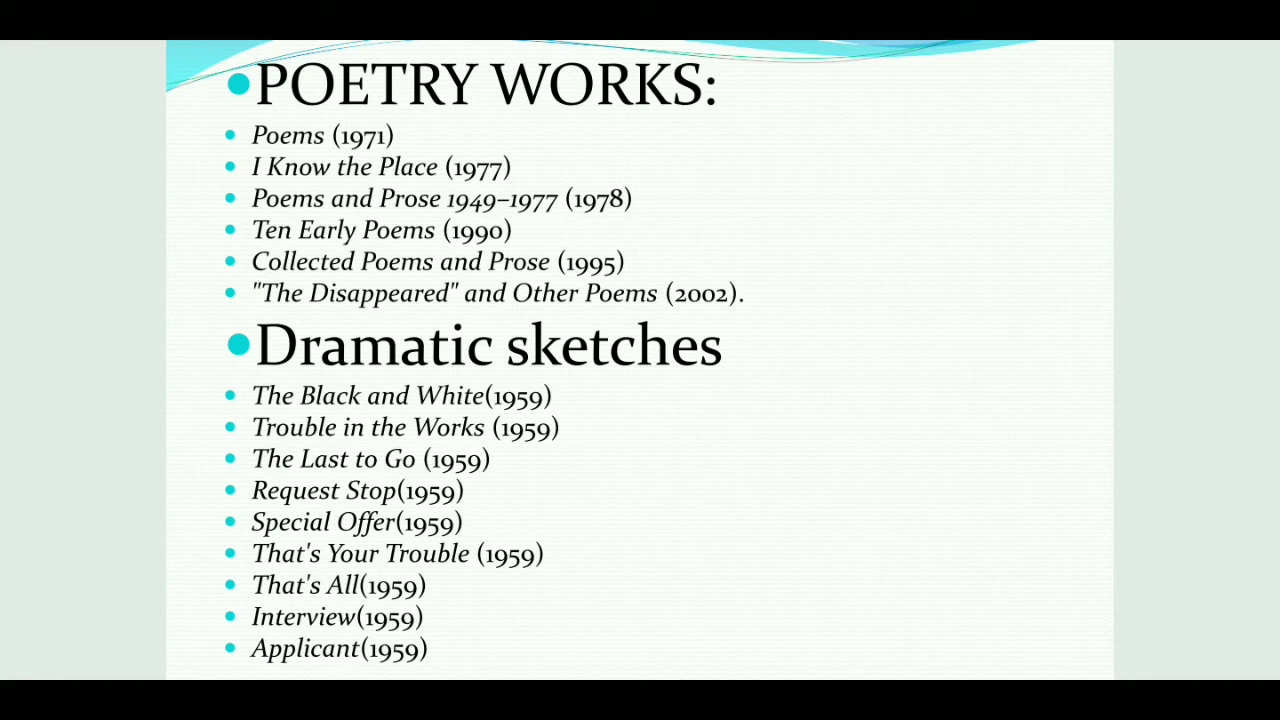 •POETRY WORKS:
• Poems (1971)
• I Know the Place (1977)
• Poems and Prose 1949–1977 (1978)
• Ten Early Poems (1990)
• Collected Poems and Prose (1995)
• "The Disappeared" and Other Poems (2002).
•Dramatic sketches
• The Black and White(1959)
• Trouble in the Works (1959)
• The Last to Go (1959)
• Request Stop(1959)
• Special Offer(1959)
• That's Your Trouble (1959)
• That's All(1959)
• Interview(1959)
• Applicant(1959)